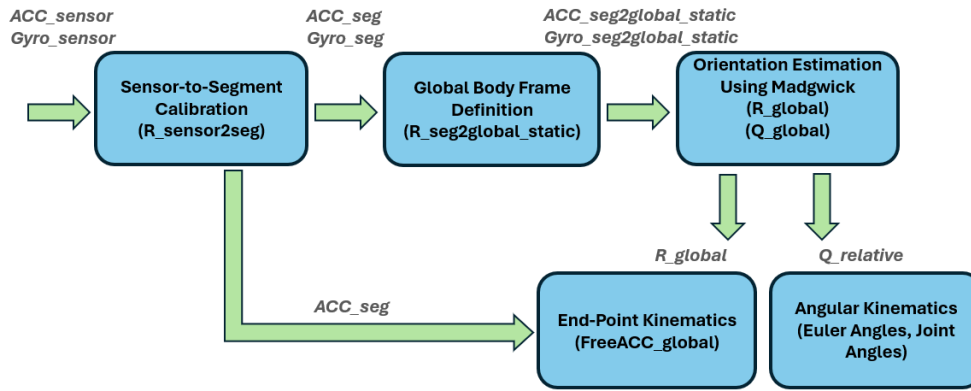 ACC_sensor
Gyro_sensor
ACC_seg
Gyro_seg
ACC_seg2global_static
Gyro_seg2global_static
Sensor-to-Segment
Calibration
(R_sensor2seg)
Global Body Frame
Definition
(R_seg2global_static)
Orientation Estimation
Using Madgwick
(R_global)
(Q_global)
R_global
Q_relative
ACC_seg
End-Point Kinematics
(FreeACC_global)
Angular Kinematics
(Euler Angles, Joint
Angles)